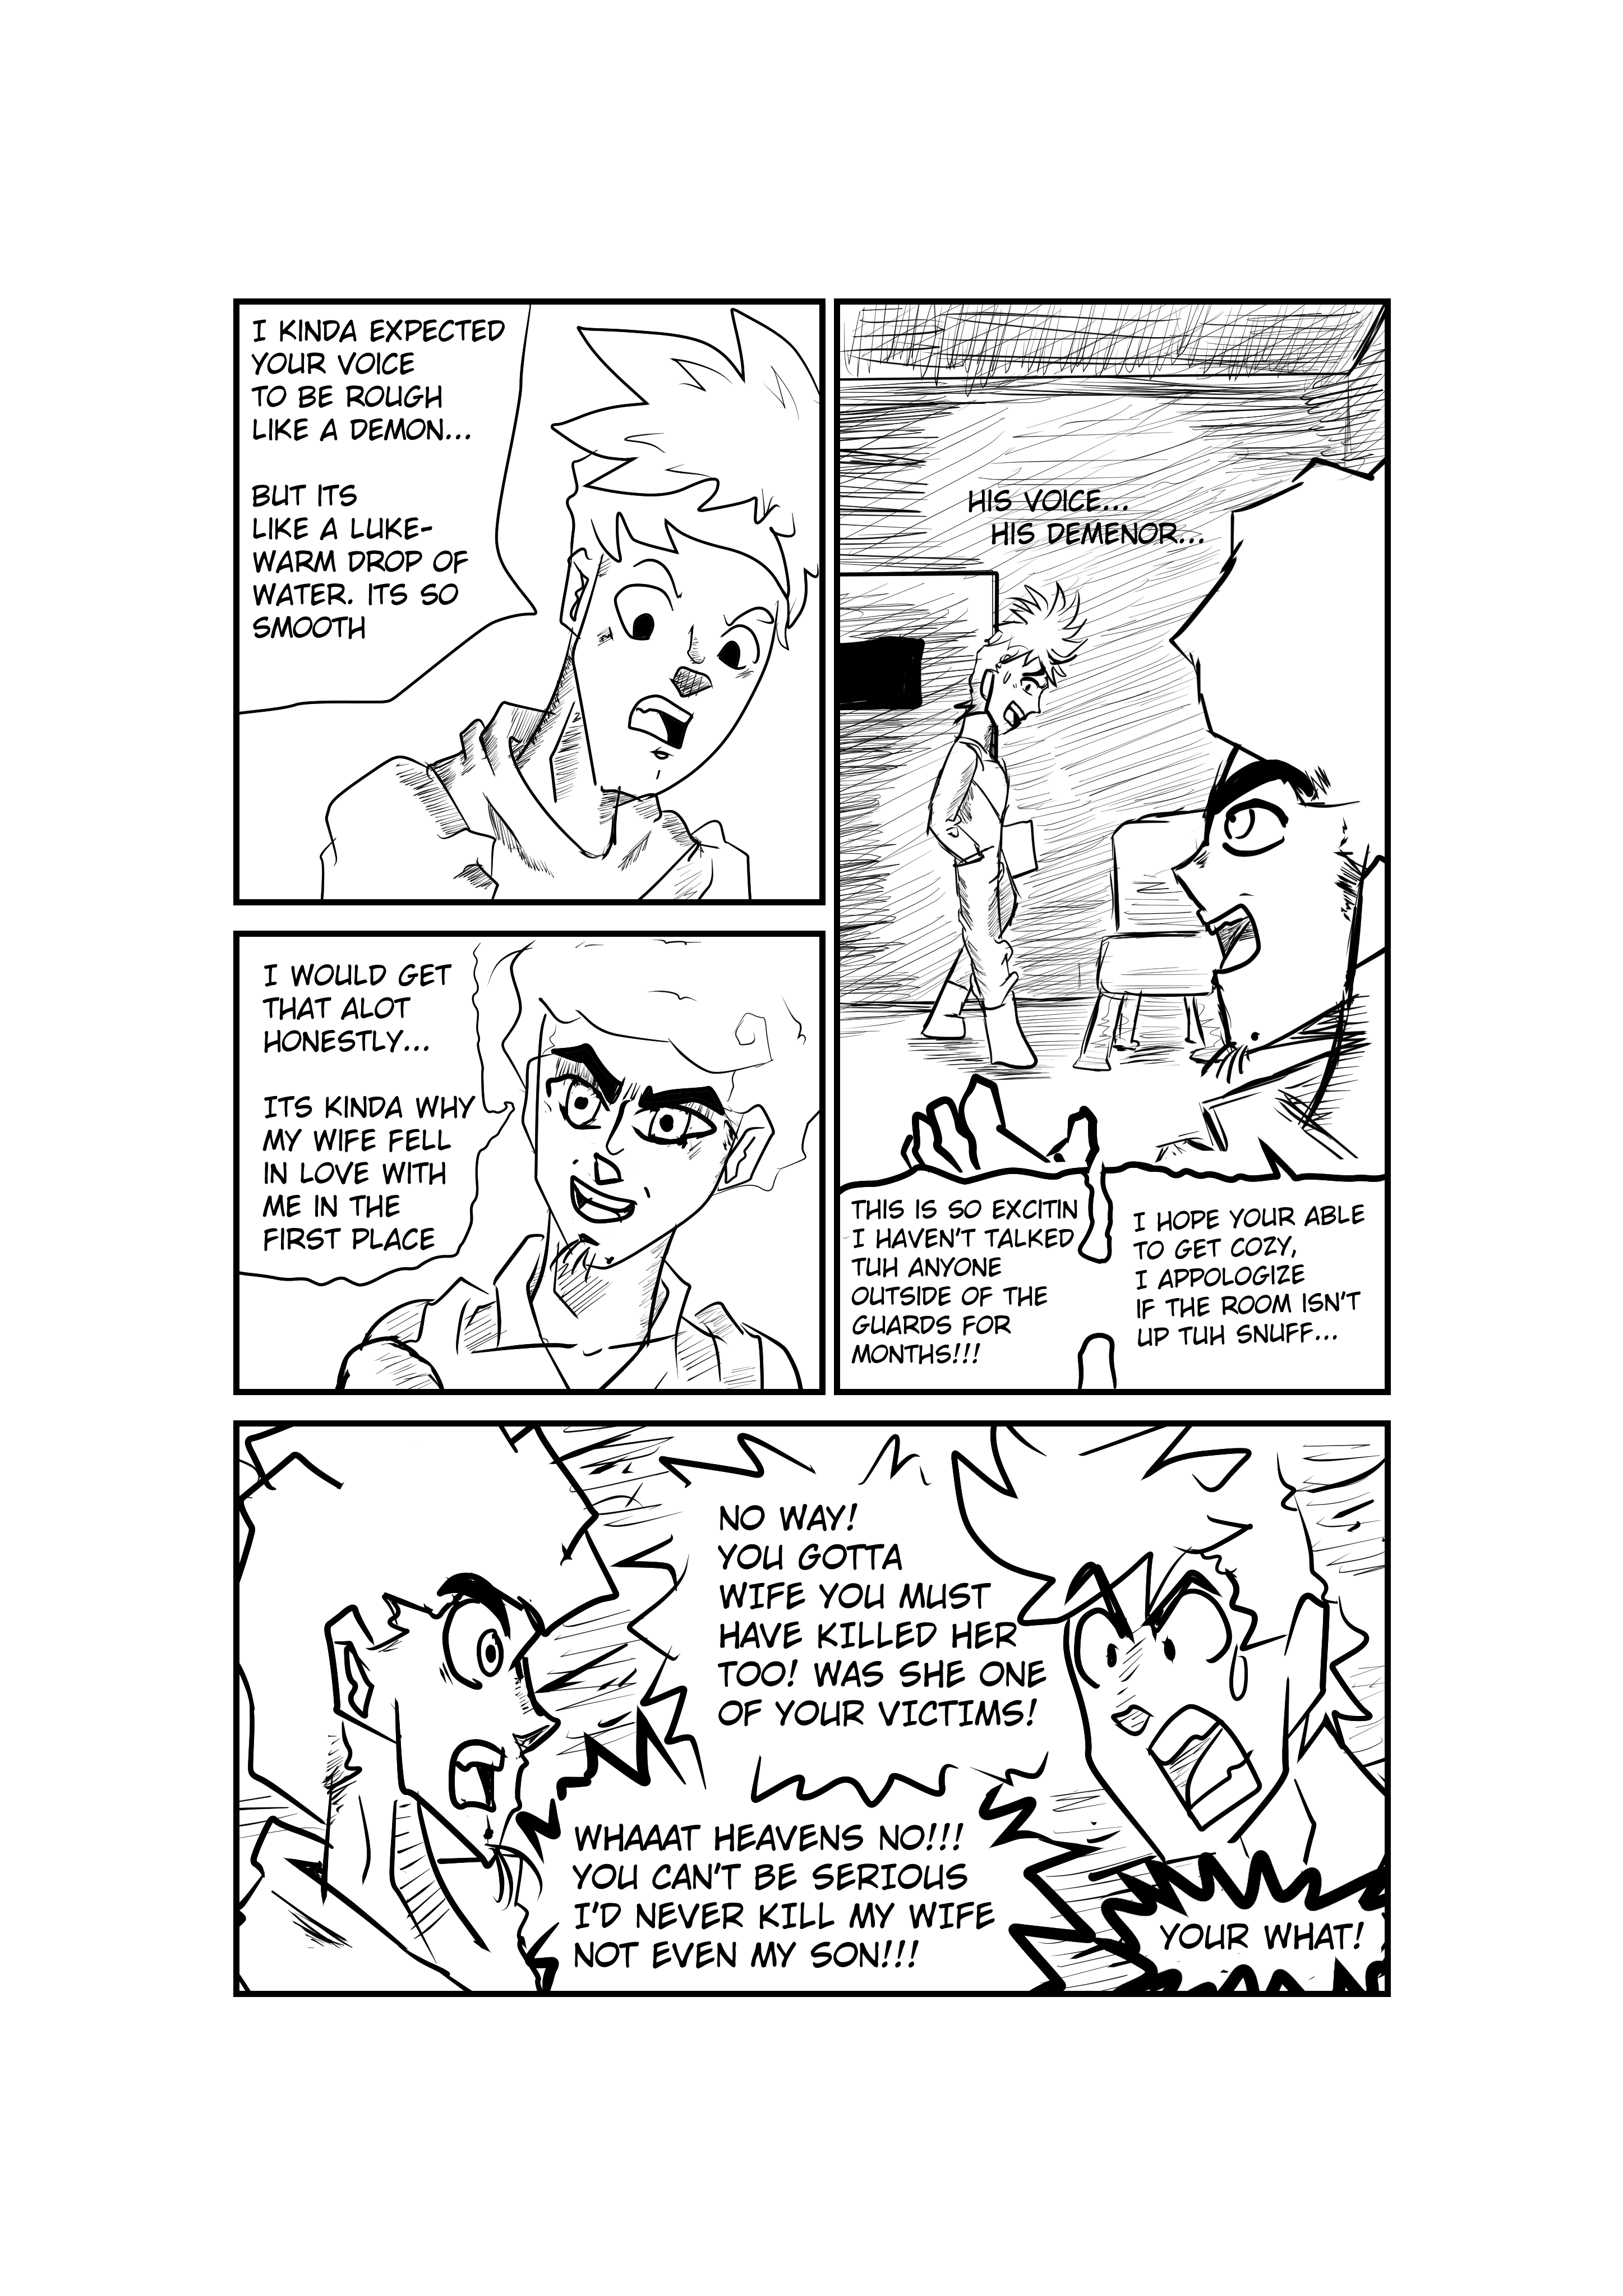 HIS VOICE...
HIS DEMENOR...
I HOPE YOUR ABLE
TO GET COZY,
I APPOLOGIZE
IF THE ROOM ISN'T
UP TUH SNUFF...
THIS IS SO EXCITIN
I HAVEN'T TALKED
TUH ANYONE
OUTSIDE OF THE
GUARDS FOR
MONTHS!!!
I KINDA EXPECTED
YOUR VOICE
TO BE ROUGH
LIKE A DEMON...
BUT ITS
LIKE A LUKE-
WARM DROP OF
WATER. ITS SO
SMOOTH
I WOULD GET
THAT ALOT
HONESTLY...
ITS KINDA WHY
MY WIFE FELL
IN LOVE WITH
ME IN THE
FIRST PLACE
NO WAY!
YOU GOTTA
WIFE YOU MUST
HAVE KILLED HER
TOO! WAS SHE ONE
OF YOUR VICTIMS!
WHAAAT HEAVENS NO!!!
YOU CAN'T BE SERIOUS
I'D NEVER KILL MY WIFE
NOT EVEN MY SON!!!
YOUR WHAT!